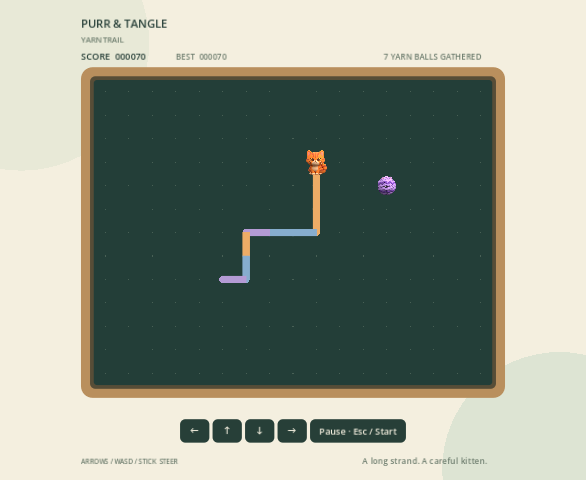 PURR & TANGLE
YARN TRAIL
SCORE 000070 BEST 000070 7 YARN BALLS GATHERED
← ↑ ↓ → Pause · Esc / Start
ARROWS / WASD / STICK STEER A long strand. A careful kitten.